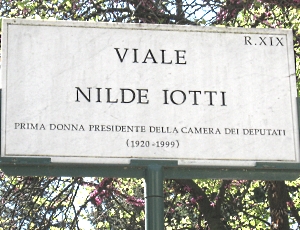 R.XIX
VIALE
NILDE IOTTI
PRIMA DONNA PRESIDENTE DELLA CAMERA DEI DEPUTATI
(1920-1999)